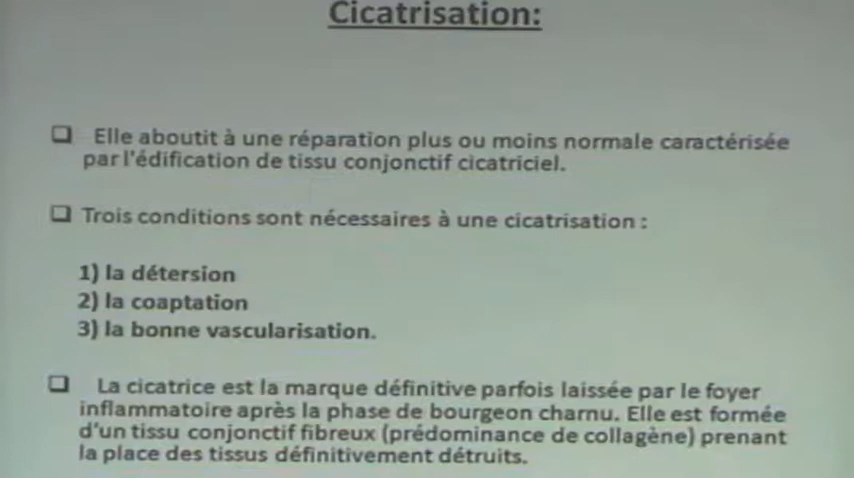 Cicatrisation:
❑ Elle aboutit à une réparation plus ou moins normale caractérisée
par l'édification de tissu conjonctif cicatriciel.
❑ Trois conditions sont nécessaires à une cicatrisation :
1) la détersion
2) la coaptation
3) la bonne vascularisation.
❑ La cicatrice est la marque définitive parfois laissée par le foyer
inflammatoire après la phase de bourgeon charnu. Elle est formée
d'un tissu conjonctif fibreux (prédominance de collagène) prenant
la place des tissus définitivement détruits.